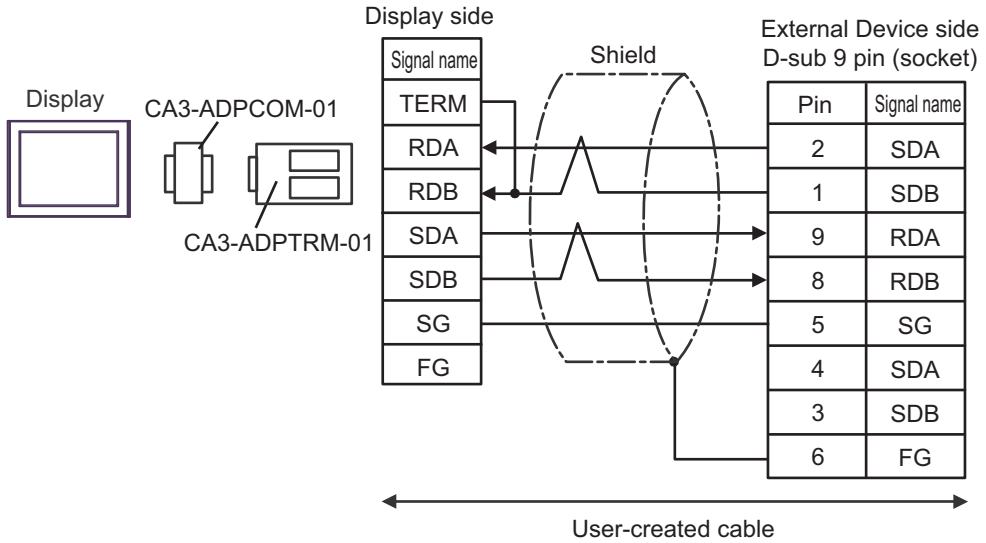 Display side
External Device side
D-sub 9 pin (socket)
Shield
Display
CA3-ADPCOM-01
CA3-ADPTRM-01
Signal name
TERM
RDA
RDB
SDA
SDB
SG
FG
Pin Signal name
2 SDA
1 SDB
9 RDA
8 RDB
5 SG
4 SDA
3 SDB
6 FG
User-created cable